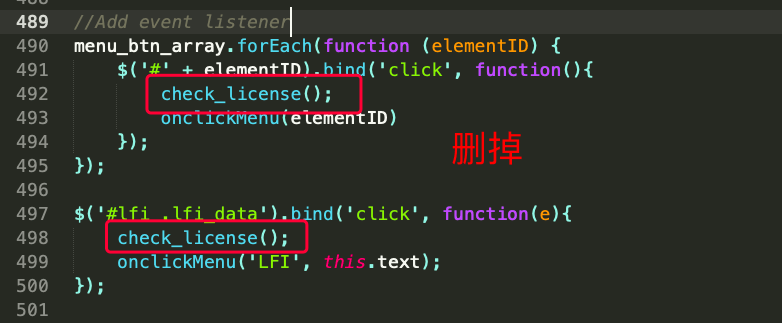 489 //Add event listener
490 menu_btn_array.forEach(function (elementID) {
491 $('#' + elementID).bind('click', function(){
492 check_license();
493 onclickMenu(elementID)
494 });
495 });
删掉
496
497 $('#lfi .lfi_data').bind('click', function(e){
498 check_license();
499 onclickMenu('LFI', this.text);
500 });
501